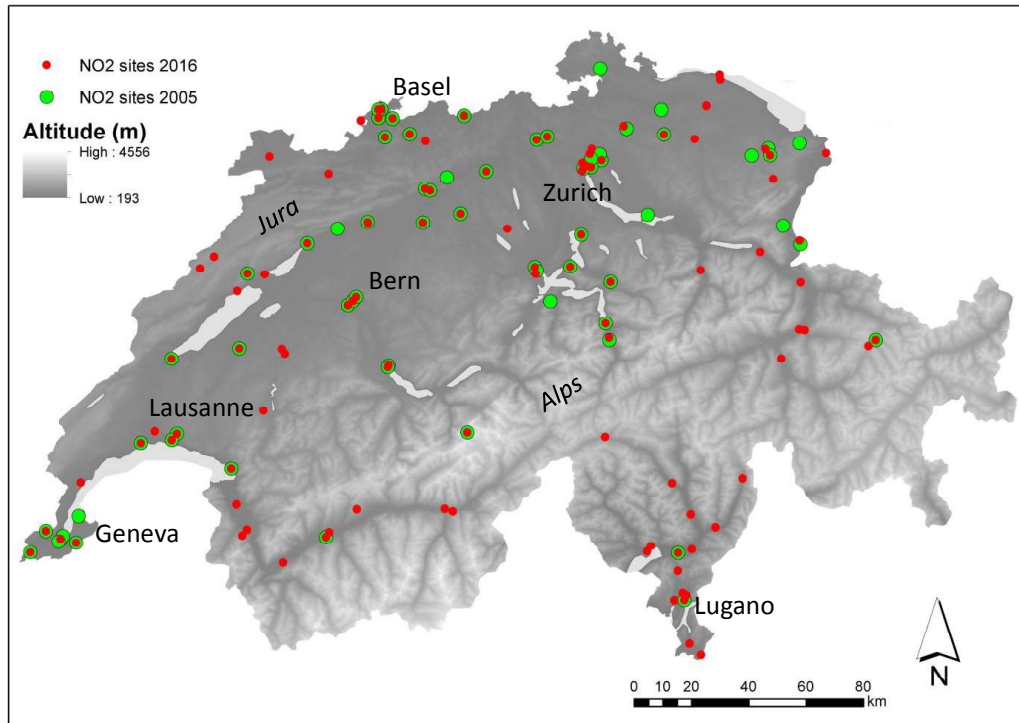 NO2 sites 2016
NO2 sites 2005
Altitude (m)
High : 4556
Low : 193
Basel
Zurich
Jura
Bern
Alps
Lausanne
Geneva
Lugano
N
0 10 20 40 60 80
km